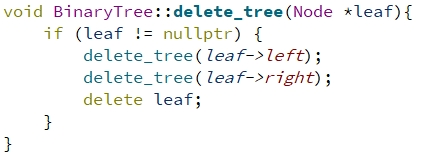 void BinaryTree::delete_tree(Node *leaf){
    if (leaf != nullptr) {
        delete_tree(leaf->left);
        delete_tree(leaf->right);
        delete leaf;
    }
}